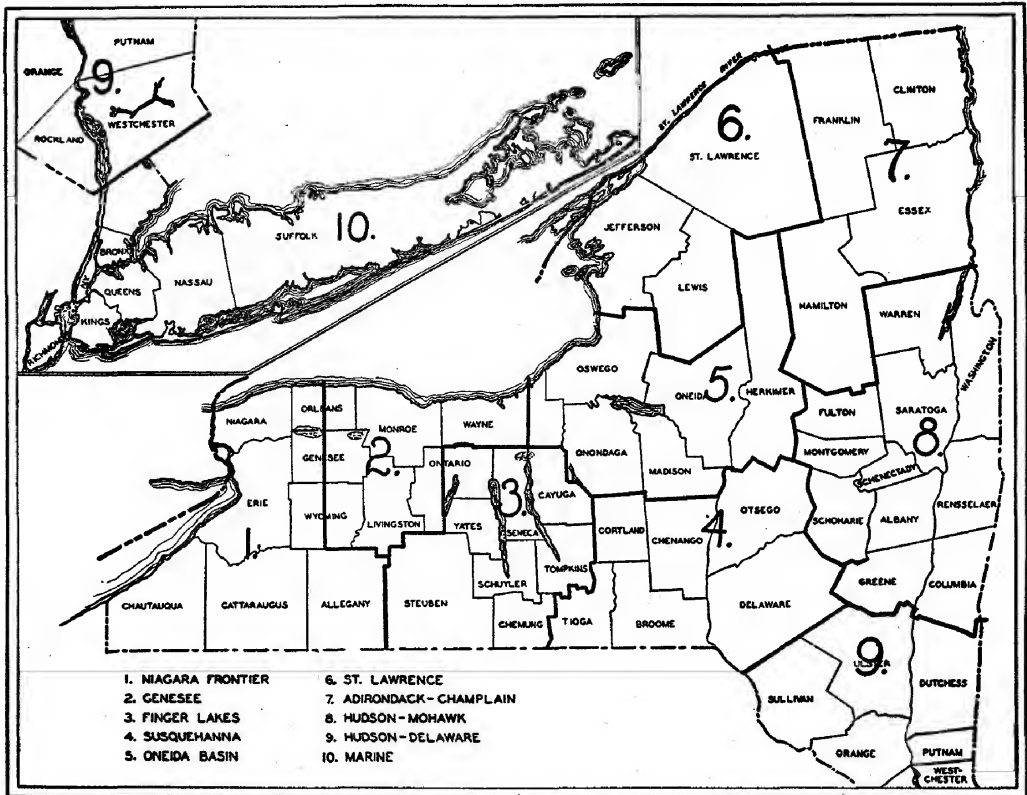 PUTNAM
ORANGE
9.
WESTCHESTER
ROCKLAND
BRONX
QUEENS
NASSAU
KINGS
RICHMOND
SUFFOLK
10.
ST. LAWRENCE RIVER
6.
ST. LAWRENCE
FRANKLIN
CLINTON
7.
ESSEX
JEFFERSON
LEWIS
HAMILTON
WARREN
WASHINGTON
OSWEGO
ONEIDA
5.
HERKIMER
FULTON
SARATOGA
8.
MONTGOMERY
SCHENECTADY
NIAGARA
ORLEANS
MONROE
WAYNE
GENESEE
2.
ONTARIO
ONONDAGA
MADISON
3.
CAYUGA
ERIE
WYOMING
LIVINGSTON
YATES
SENECA
CORTLAND
CHENANGO
4.
OTSEGO
SCHOHARIE
ALBANY
RENSSELAER
1.
TOMPKINS
SCHUYLER
CHAUTAUQUA
CATTARAUGUS
ALLEGANY
STEUBEN
CHEMUNG
TIOGA
BROOME
DELAWARE
GREENE
COLUMBIA
9.
ULSTER
SULLIVAN
DUTCHESS
ORANGE
PUTNAM
WEST-
CHESTER
1. NIAGARA FRONTIER
2. GENESEE
3. FINGER LAKES
4. SUSQUEHANNA
5. ONEIDA BASIN
6. ST. LAWRENCE
7. ADIRONDACK-CHAMPLAIN
8. HUDSON-MOHAWK
9. HUDSON-DELAWARE
10. MARINE